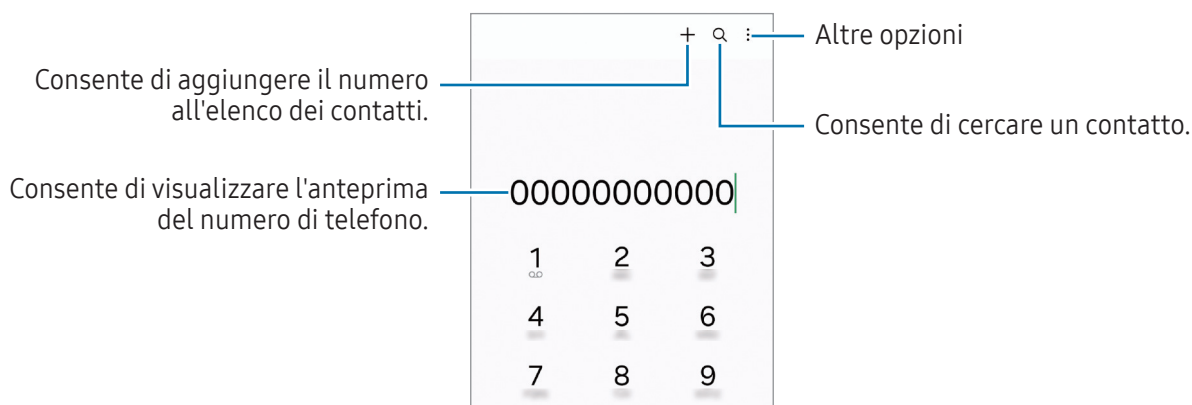 Altre opzioni
Consente di aggiungere il numero
all'elenco dei contatti.
Consente di cercare un contatto.
Consente di visualizzare l'anteprima
del numero di telefono.
00000000000
1 2 3
4 5 6
7 8 9